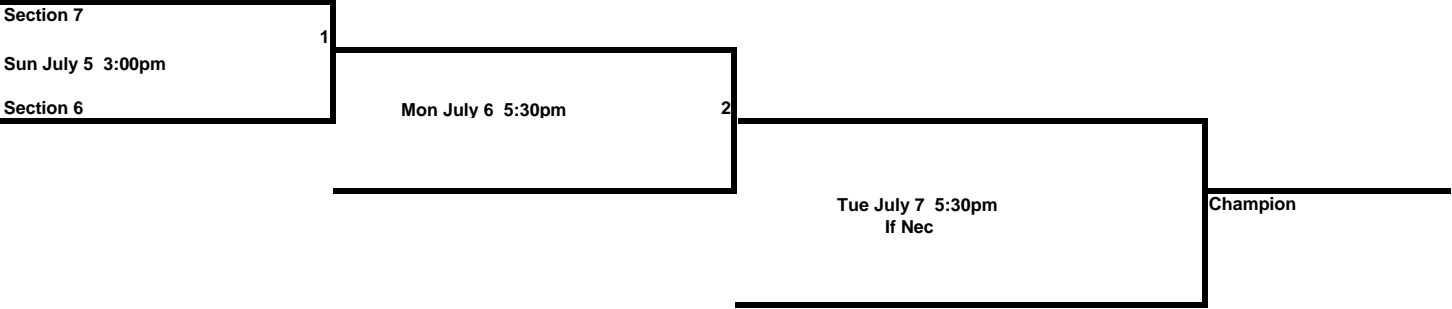 Section 7
1
Sun July 5 3:00pm
Section 6
Mon July 6 5:30pm
2
Tue July 7 5:30pm
If Nec
Champion